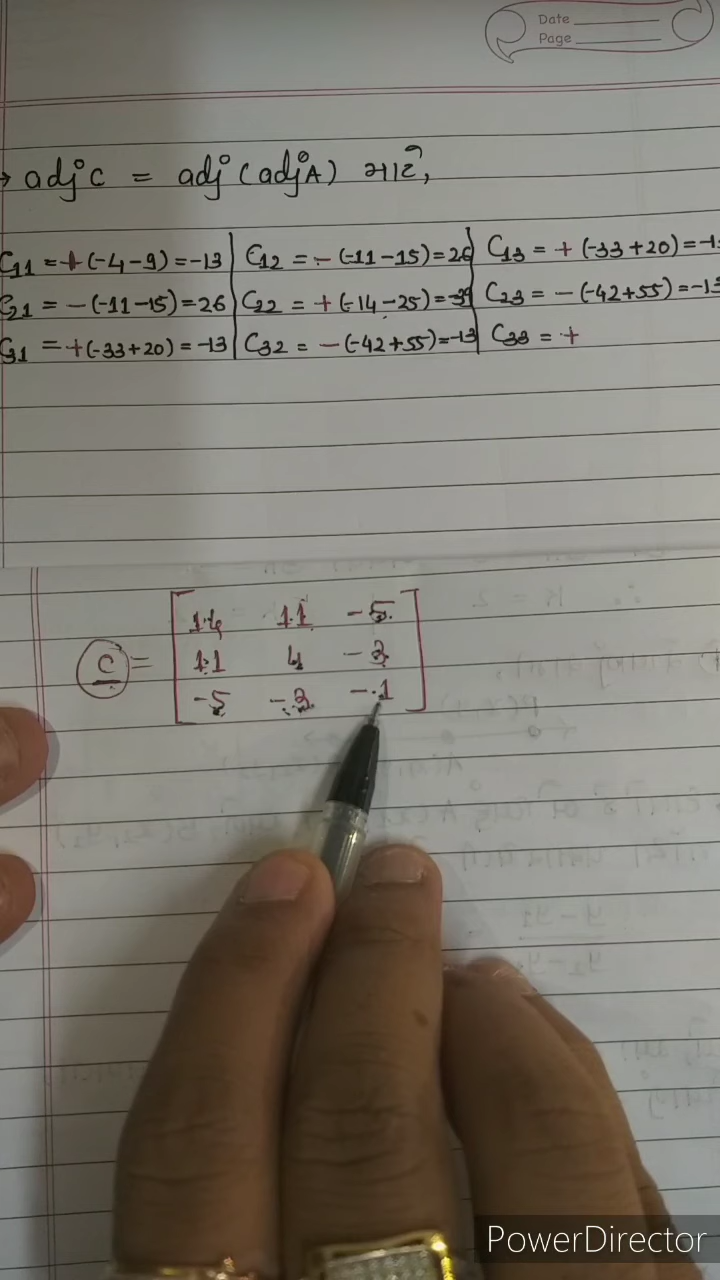 Date
Page
→ adj°C = adj° (adj°A) માટે,
C11 = +(-4-9) = -13 | C12 = - (-11-15)=26 | C13 = + (-33+20)=-1
C21 = -(-11-15)=26 | C22 = +(-14-25)=-39 | C23 = -(-42+55)=-13
C31 = +(-33+20) = -13 | C32 = -(-42+55)=-13 | C33 = +
C = [ 14 11 -5
11 4 -3
-5 -3 -1 ]
PowerDirector